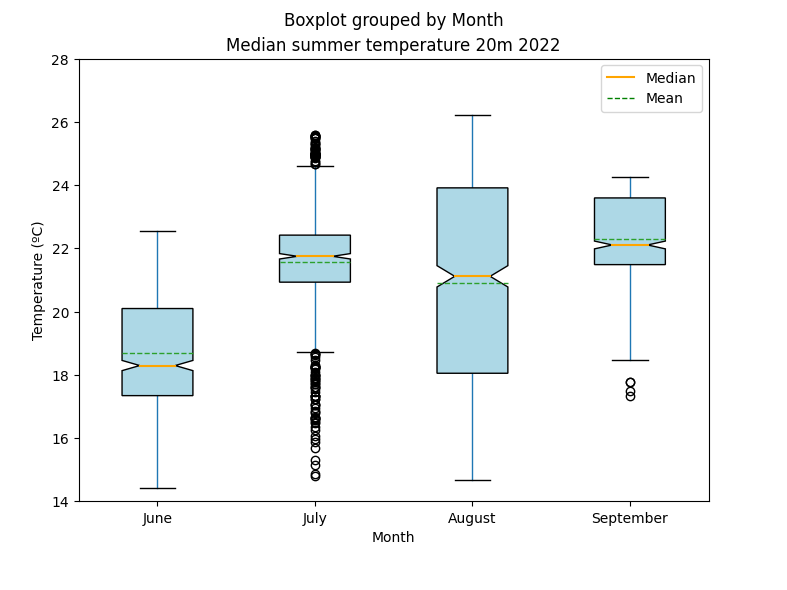 Boxplot grouped by Month
Median summer temperature 20m 2022
Median
Mean
Temperature (ºC)
28
26
24
22
20
18
16
14
June July August September
Month